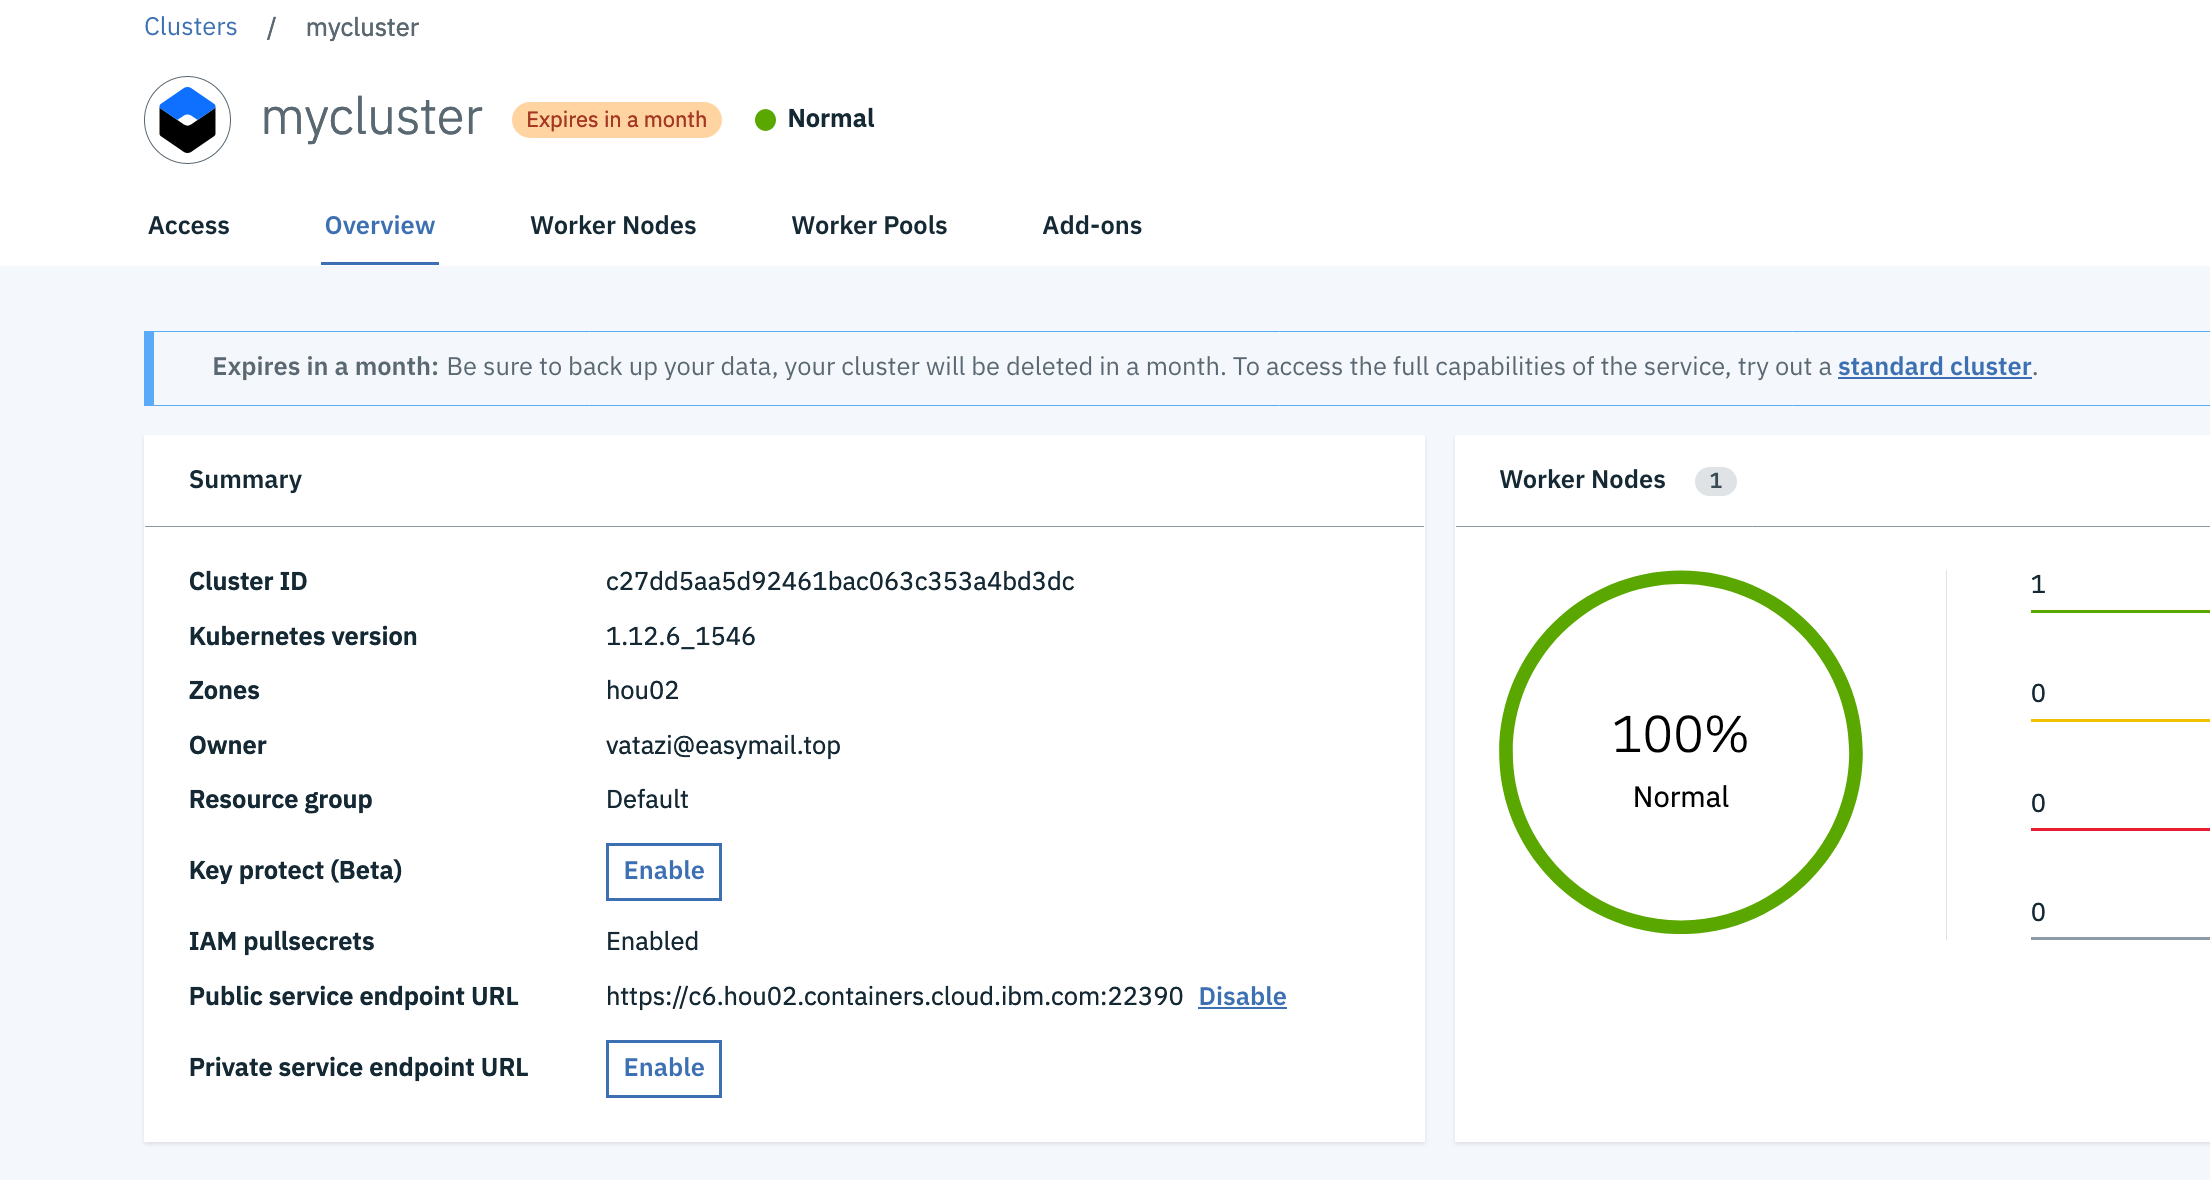 Clusters / mycluster
mycluster Expires in a month Normal
Access Overview Worker Nodes Worker Pools Add-ons
Expires in a month: Be sure to back up your data, your cluster will be deleted in a month. To access the full capabilities of the service, try out a standard cluster.
Summary
Cluster ID c27dd5aa5d92461bac063c353a4bd3dc
Kubernetes version 1.12.6_1546
Zones hou02
Owner vatazi@easymail.top
Resource group Default
Key protect (Beta) Enable
IAM pullsecrets Enabled
Public service endpoint URL https://c6.hou02.containers.cloud.ibm.com:22390 Disable
Private service endpoint URL Enable
Worker Nodes 1
100%
Normal
1
0
0
0